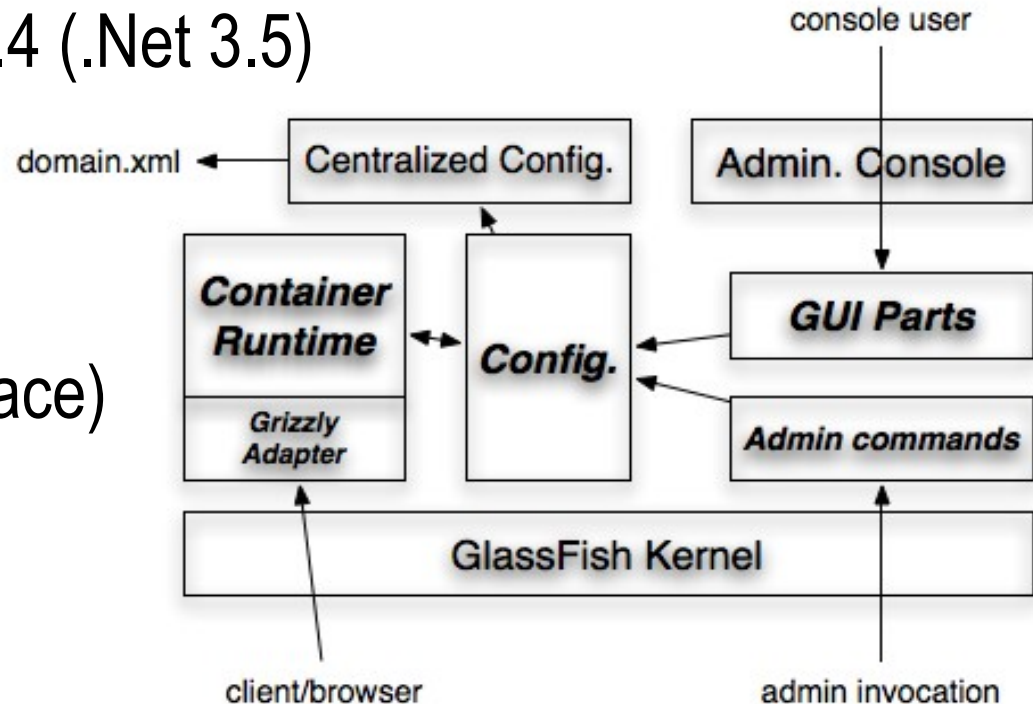 .4 (.Net 3.5)
ace)
console user
domain.xml
Centralized Config.
Admin. Console
Container
Runtime
Config.
GUI Parts
Grizzly
Adapter
Admin commands
GlassFish Kernel
client/browser
admin invocation